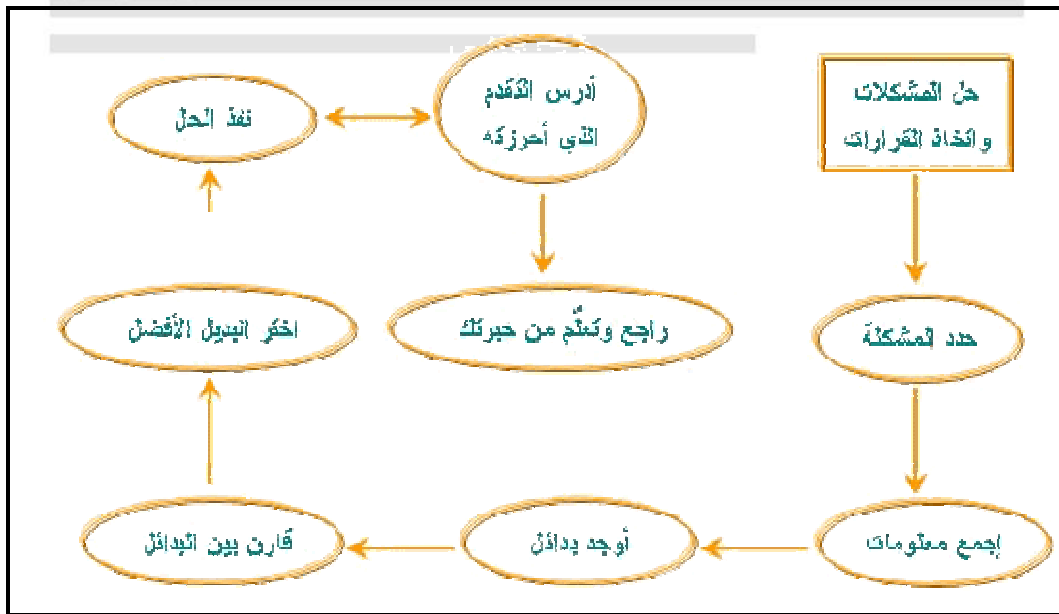 حل المشكلات
واتخاذ القرارات
حدد المشكلة
إجمع معلومات
أوجد بدائل
قارن بين البدائل
اختر البديل الأفضل
نفذ الحل
أدرس التقدم
الذي أحرزته
راجع وتعلَّم من خبرتك